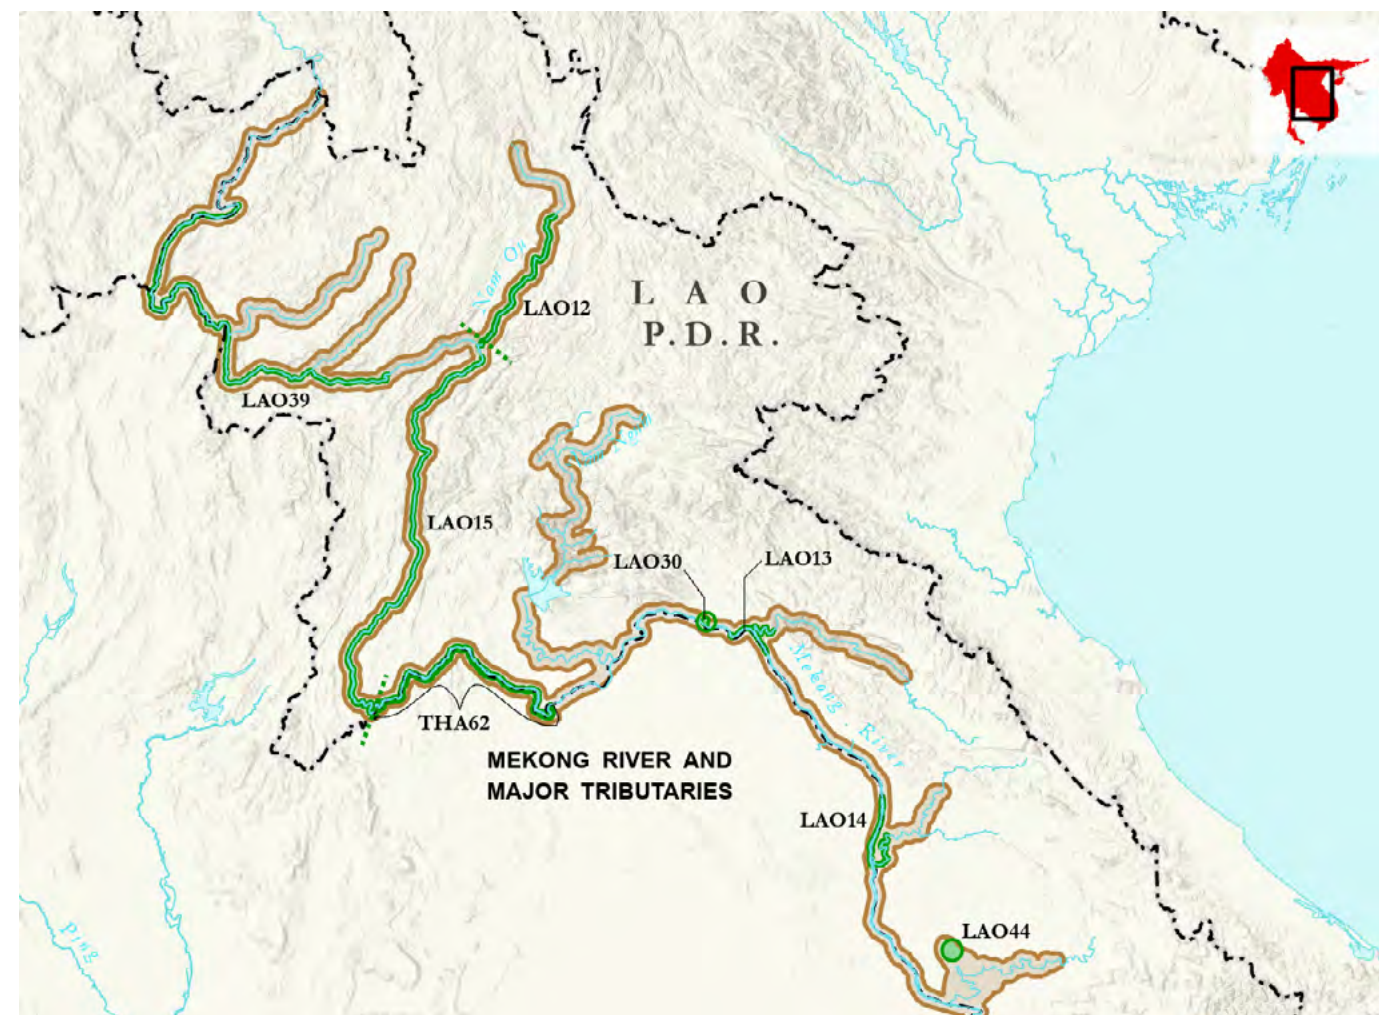 Nam Ou
LAO12
L A O
P.D.R.
LAO39
LAO15
LAO30
LAO13
Mekong River
THA62
MEKONG RIVER AND
MAJOR TRIBUTARIES
LAO14
LAO44
Ping